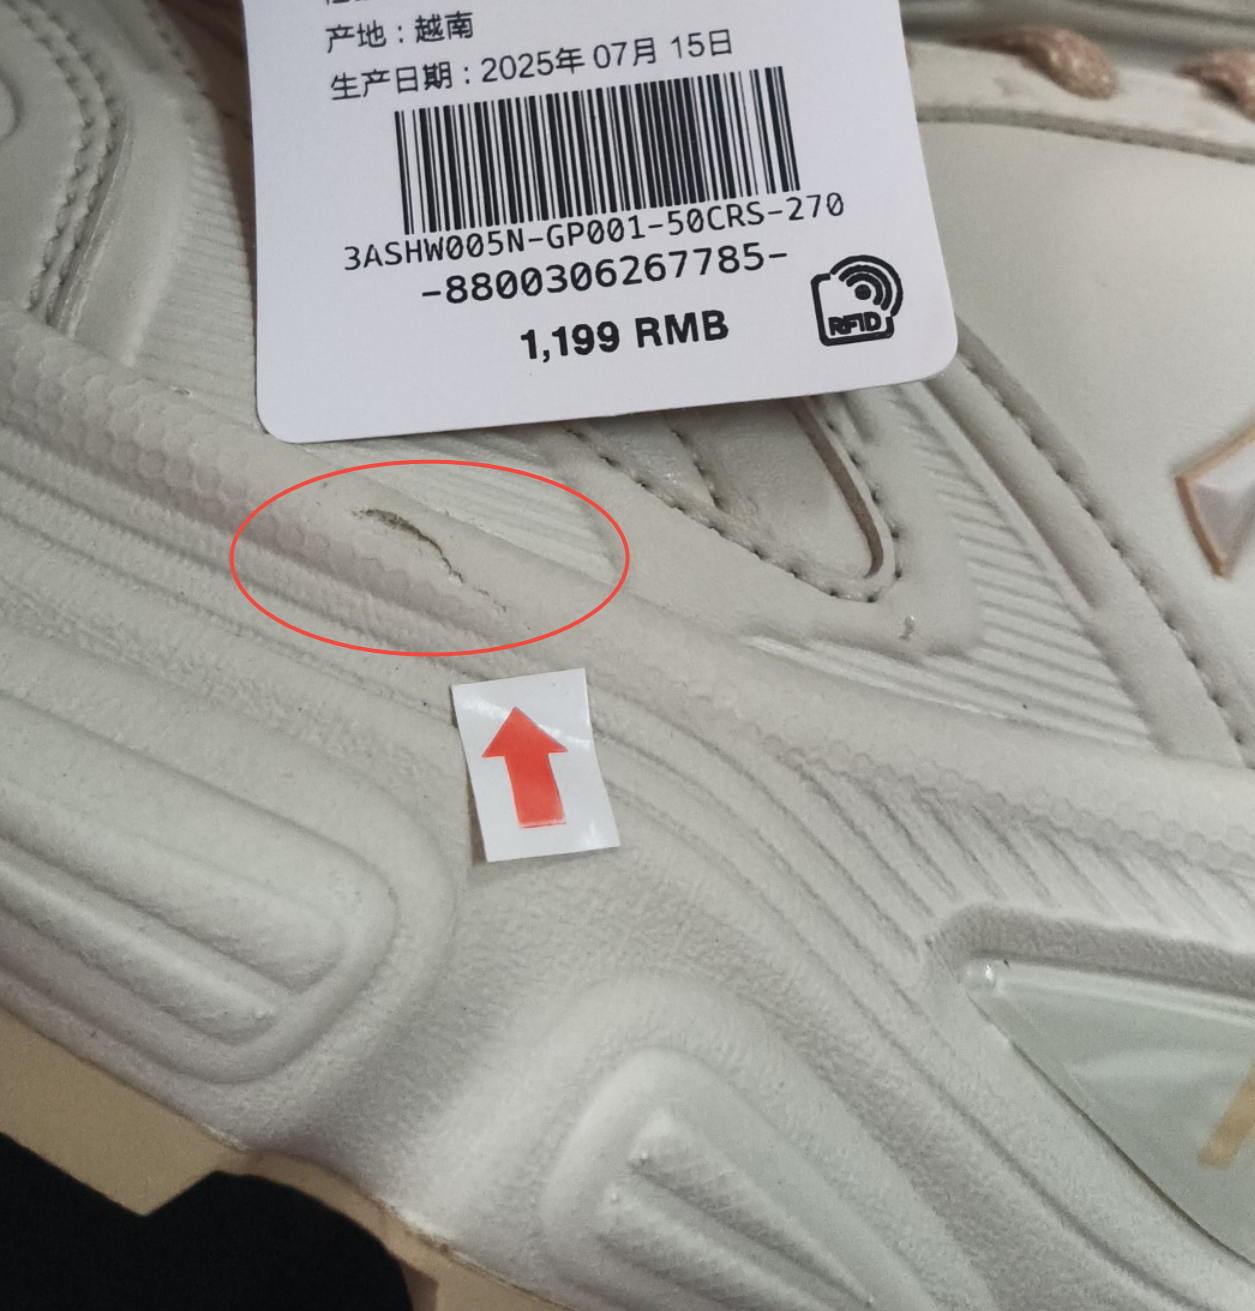 产地：越南
生产日期：2025年 07月 15日
3ASHW005N-GP001-50CRS-270
-8800306267785-
1,199 RMB
RFID